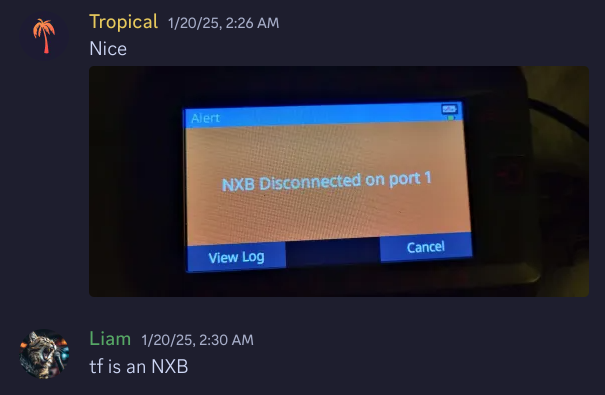 Tropical 1/20/25, 2:26 AM
Nice
Alert
NXB Disconnected on port 1
View Log
Cancel
Liam 1/20/25, 2:30 AM
tf is an NXB